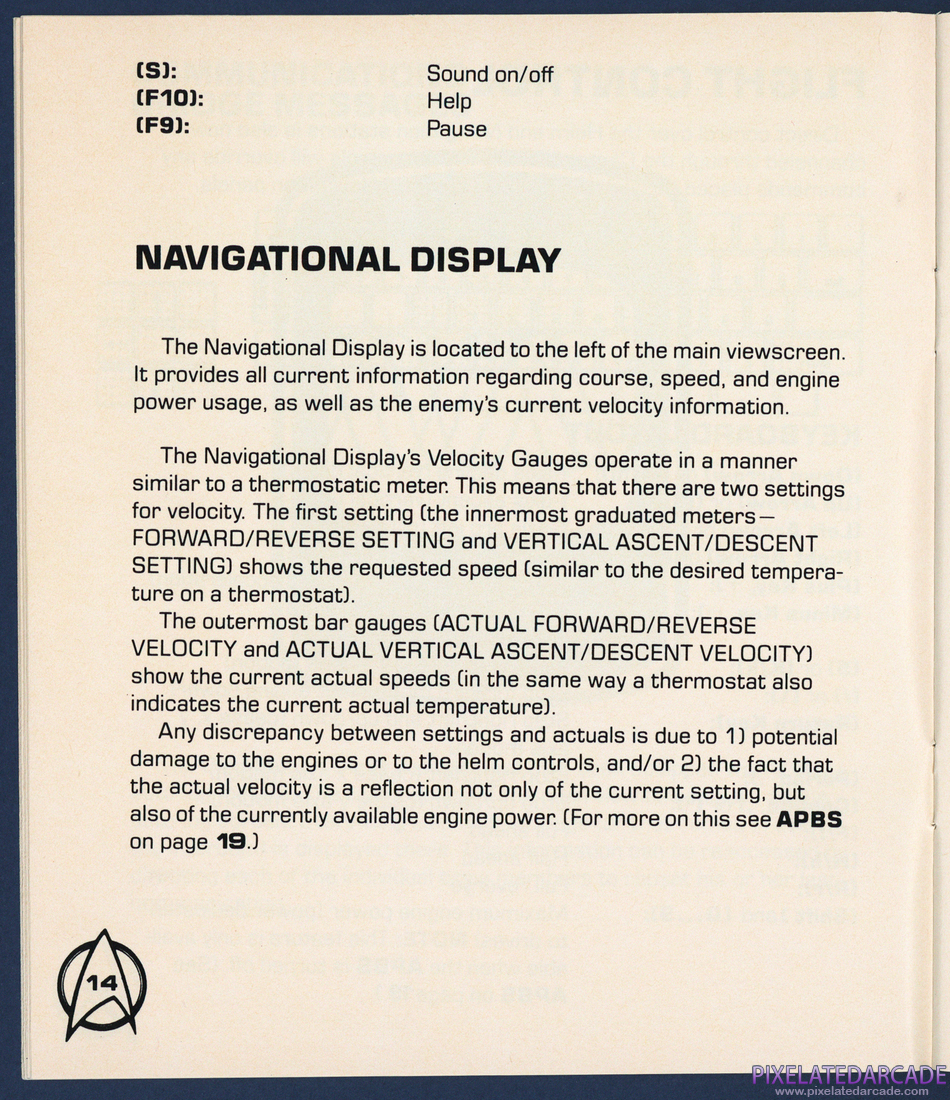 (S): Sound on/off
(F10): Help
(F9): Pause
NAVIGATIONAL DISPLAY
The Navigational Display is located to the left of the main viewscreen.
It provides all current information regarding course, speed, and engine
power usage, as well as the enemy's current velocity information.
The Navigational Display's Velocity Gauges operate in a manner
similar to a thermostatic meter. This means that there are two settings
for velocity. The first setting (the innermost graduated meters—
FORWARD/REVERSE SETTING and VERTICAL ASCENT/DESCENT
SETTING) shows the requested speed (similar to the desired tempera-
ture on a thermostat).
The outermost bar gauges (ACTUAL FORWARD/REVERSE
VELOCITY and ACTUAL VERTICAL ASCENT/DESCENT VELOCITY)
show the current actual speeds (in the same way a thermostat also
indicates the current actual temperature).
Any discrepancy between settings and actuals is due to 1) potential
damage to the engines or to the helm controls, and/or 2) the fact that
the actual velocity is a reflection not only of the current setting, but
also of the currently available engine power. (For more on this see APBS
on page 19.)
14
PIXELATEDARCADE
www.pixelatedarcade.com